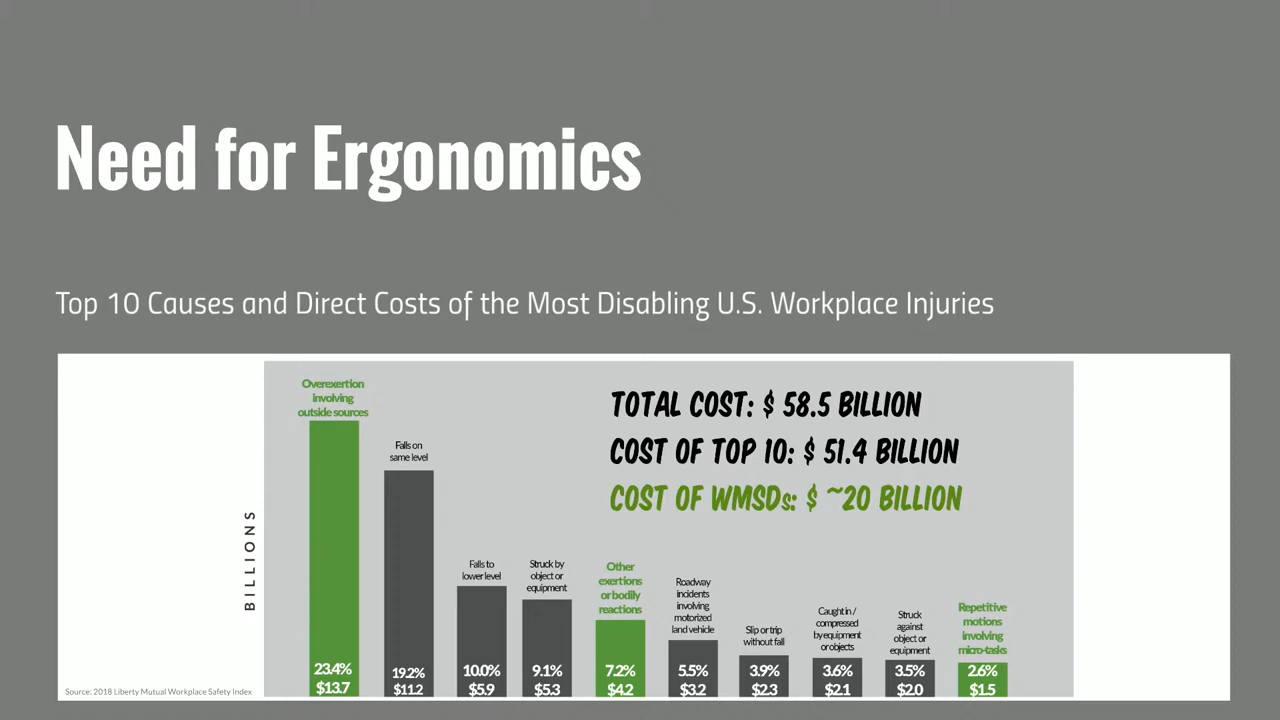 Need for Ergonomics
Top 10 Causes and Direct Costs of the Most Disabling U.S. Workplace Injuries
TOTAL COST: $ 58.5 BILLION
COST OF TOP 10: $ 51.4 BILLION
COST OF WMSDs: $ ~20 BILLION
BILLIONS
Overexertion
involving
outside sources
23.4%
$13.7
Falls on
same level
19.2%
$11.2
Falls to
lower level
10.0%
$5.9
Struck by
object or
equipment
9.1%
$5.3
Other
exertions
or bodily
reactions
7.2%
$4.2
Roadway
incidents
involving
motorized
land vehicle
5.5%
$3.2
Slip or trip
without fall
3.9%
$2.3
Caught in /
compressed
by equipment
or objects
3.6%
$2.1
Struck
against
object or
equipment
3.5%
$2.0
Repetitive
motions
involving
micro-tasks
2.6%
$1.5
Source: 2018 Liberty Mutual Workplace Safety Index